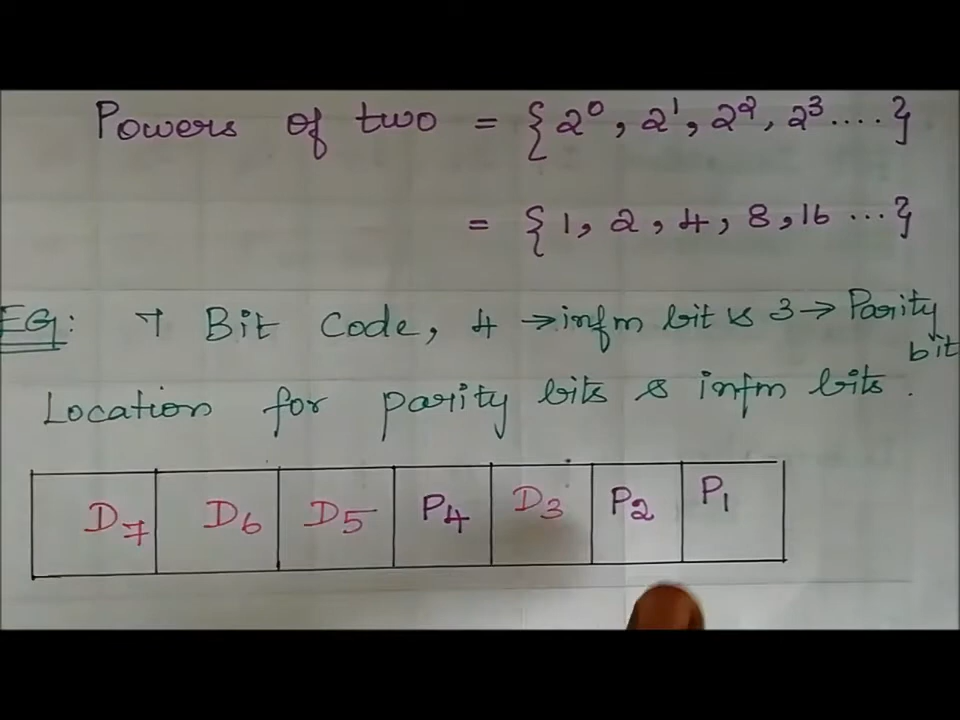 Powers of two = {2⁰, 2¹, 2², 2³ ....}
= {1, 2, 4, 8, 16 ...}
EG: 7 Bit Code, 4 → infm bit & 3 → Parity bit
Location for parity bits & infm bits.
D₇ D₆ D₅ P₄ D₃ P₂ P₁